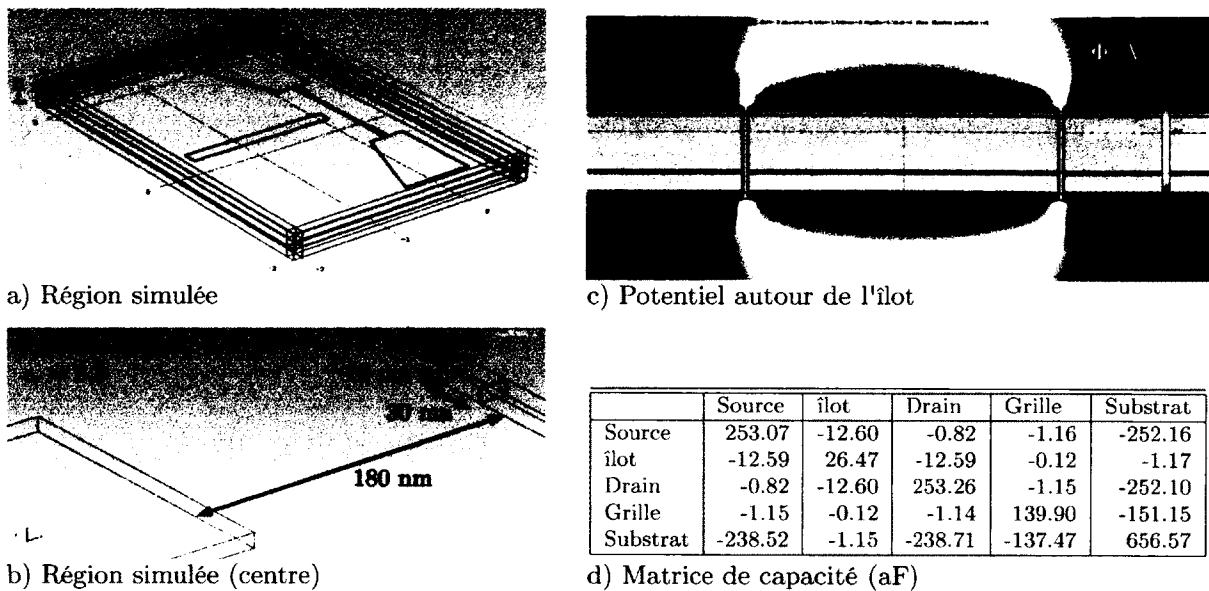 a) Région simulée
180 nm
b) Région simulée (centre)
c) Potentiel autour de l'îlot
Source îlot Drain Grille Substrat
Source 253.07 -12.60 -0.82 -1.16 -252.16
îlot -12.59 26.47 -12.59 -0.12 -1.17
Drain -0.82 -12.60 253.26 -1.15 -252.10
Grille -1.15 -0.12 -1.14 139.90 -151.15
Substrat -238.52 -1.15 -238.71 -137.47 656.57
d) Matrice de capacité (aF)